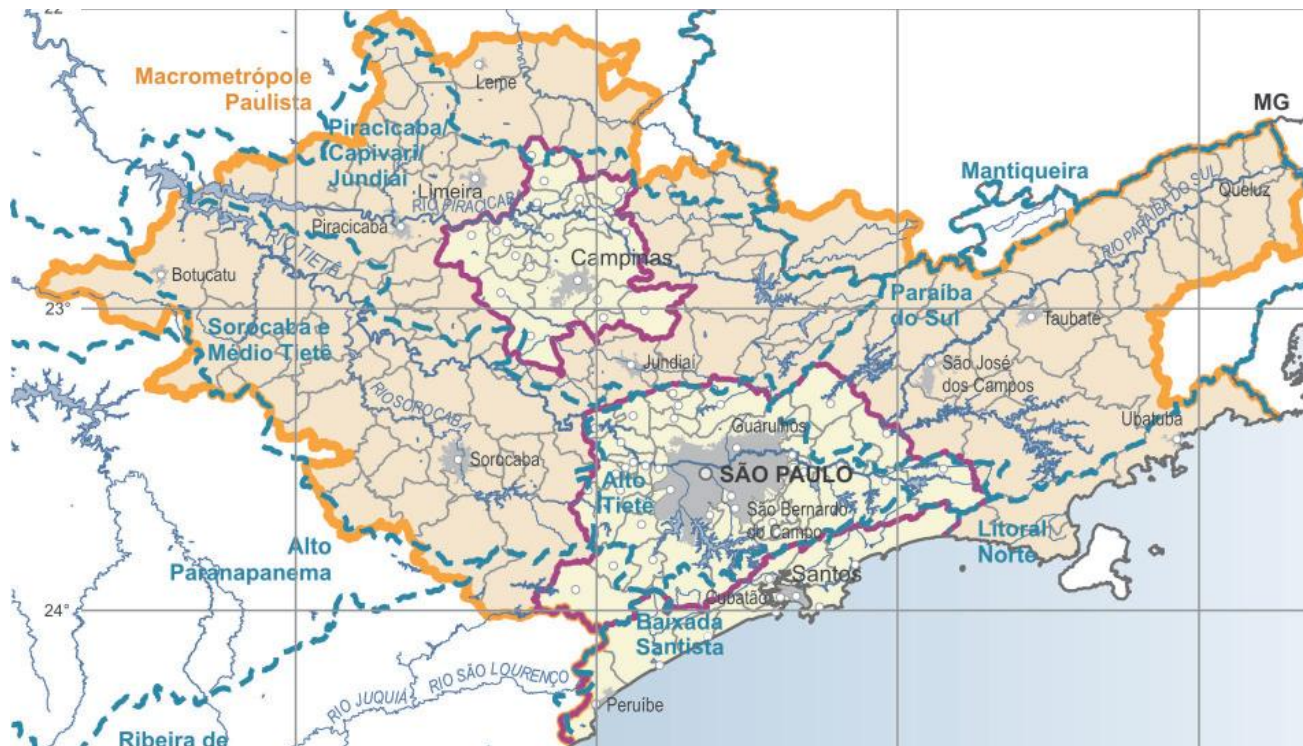 22°
Macrometrópole
Paulista
Leme
MG
Piracicaba/
Capivari/
Jundiaí
Limeira
RIO PIRACICAB
Mantiqueira
Queluz
RIO PARAÍBA DO SUL
Piracicaba
RIO TIETÊ
Botucatu
Campinas
23°
Paraíba
do Sul
Taubate
Sorocaba e
Médio Tietê
Jundiaí
São José
dos Campos
RIO SOROCABA
Guarulhos
Ubatuba
Sorocaba
SÃO PAULO
Alto
Tietê
São Bernardo
do Campo
Litoral
Norte
Alto
Paranapanema
Santos
Cubatão
24°
Baixada
Santista
RIO SÃO LOURENÇO
RIO JUQUIÁ
Peruíbe
Ribeira de